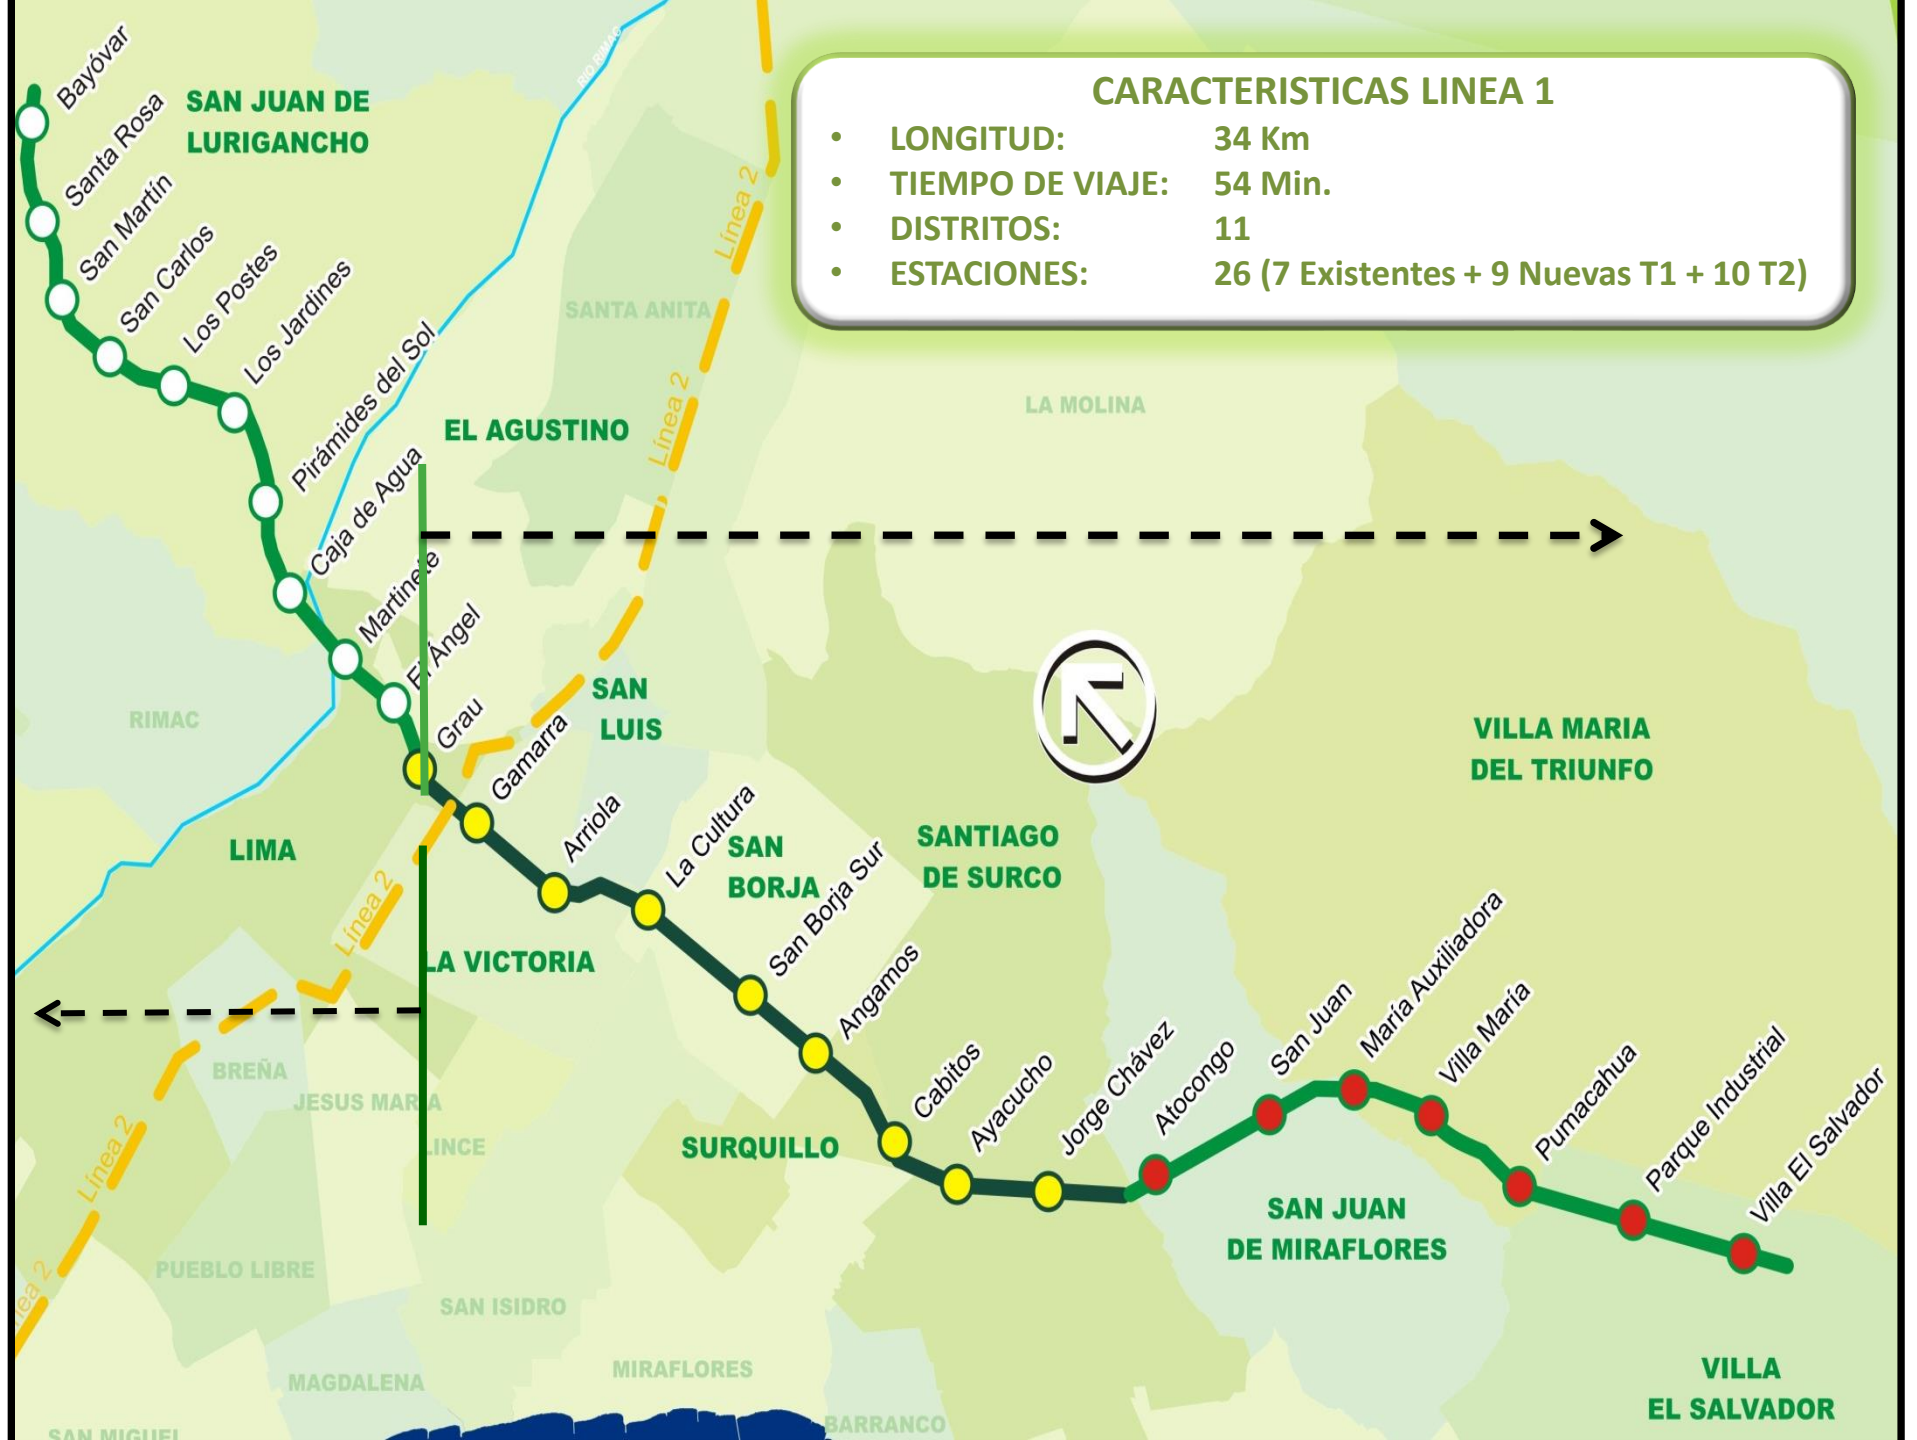 CARACTERISTICAS LINEA 1
• LONGITUD: 34 Km
• TIEMPO DE VIAJE: 54 Min.
• DISTRITOS: 11
• ESTACIONES: 26 (7 Existentes + 9 Nuevas T1 + 10 T2)
RIO RIMAC
Bayóvar
Santa Rosa
San Martín
San Carlos
Los Postes
Los Jardines
Pirámides del Sol
Caja de Agua
Martinete
El Ángel
Grau
Gamarra
Arriola
La Cultura
San Borja Sur
Angamos
Cabitos
Ayacucho
Jorge Chávez
Atocongo
San Juan
María Auxiliadora
Villa María
Pumacahua
Parque Industrial
Villa El Salvador
SAN JUAN DE
LURIGANCHO
Línea 2
SANTA ANITA
Línea 2
LA MOLINA
EL AGUSTINO
SAN
LUIS
RIMAC
VILLA MARIA
DEL TRIUNFO
LIMA
SAN
BORJA
SANTIAGO
DE SURCO
Línea 2
LA VICTORIA
BREÑA
JESUS MARIA
LINCE
SURQUILLO
Línea 2
SAN JUAN
DE MIRAFLORES
PUEBLO LIBRE
nea 2
SAN ISIDRO
MAGDALENA
MIRAFLORES
VILLA
EL SALVADOR
BARRANCO
SAN MIGUEL